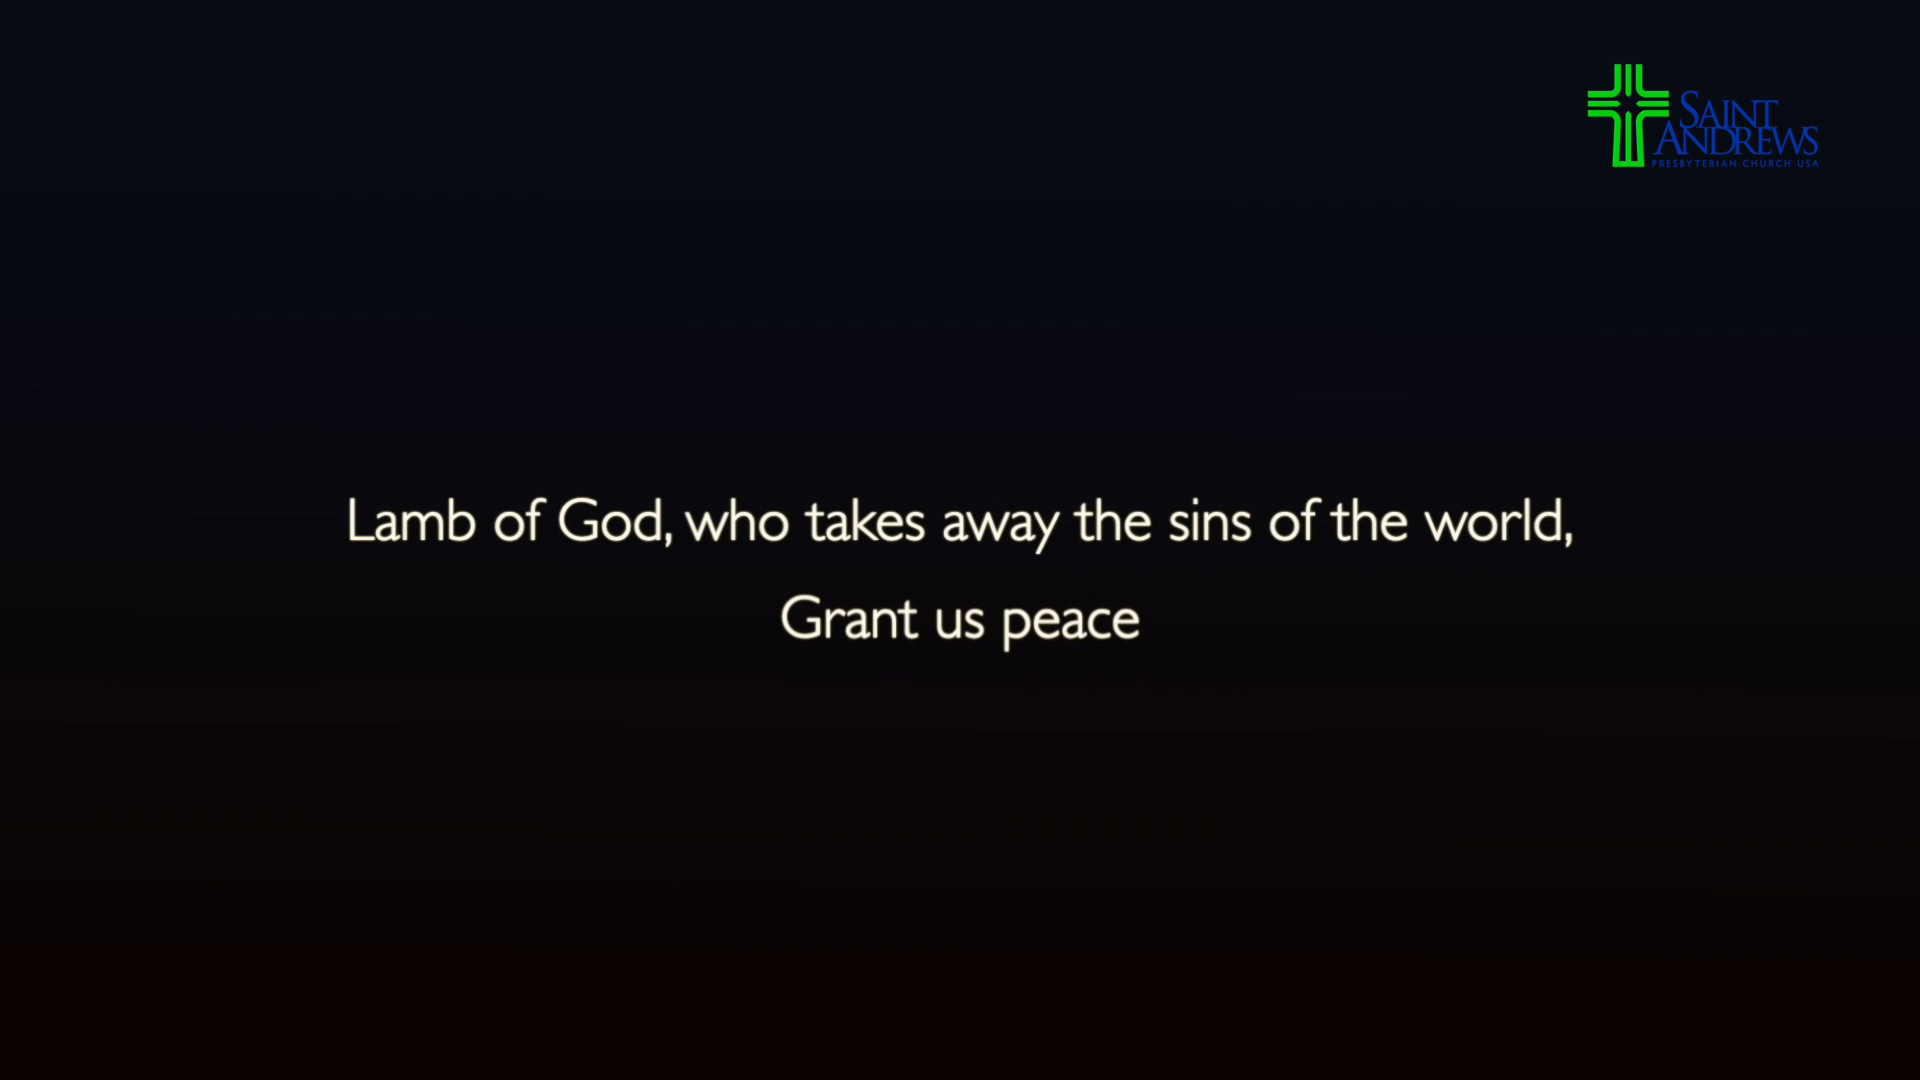 SAINT
ANDREWS
PRESBYTERIAN CHURCH USA
Lamb of God, who takes away the sins of the world,
Grant us peace